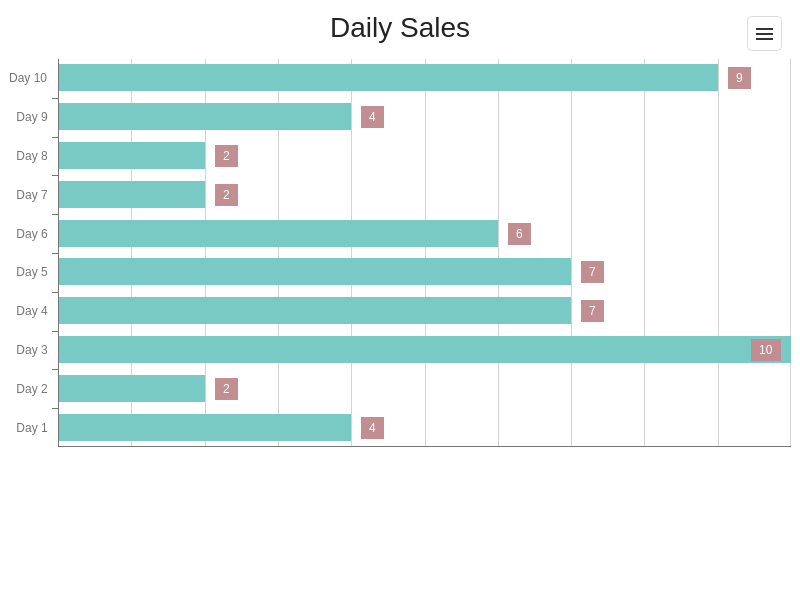 Daily Sales
Day 10 9
Day 9 4
Day 8 2
Day 7 2
Day 6 6
Day 5 7
Day 4 7
Day 3 10
Day 2 2
Day 1 4